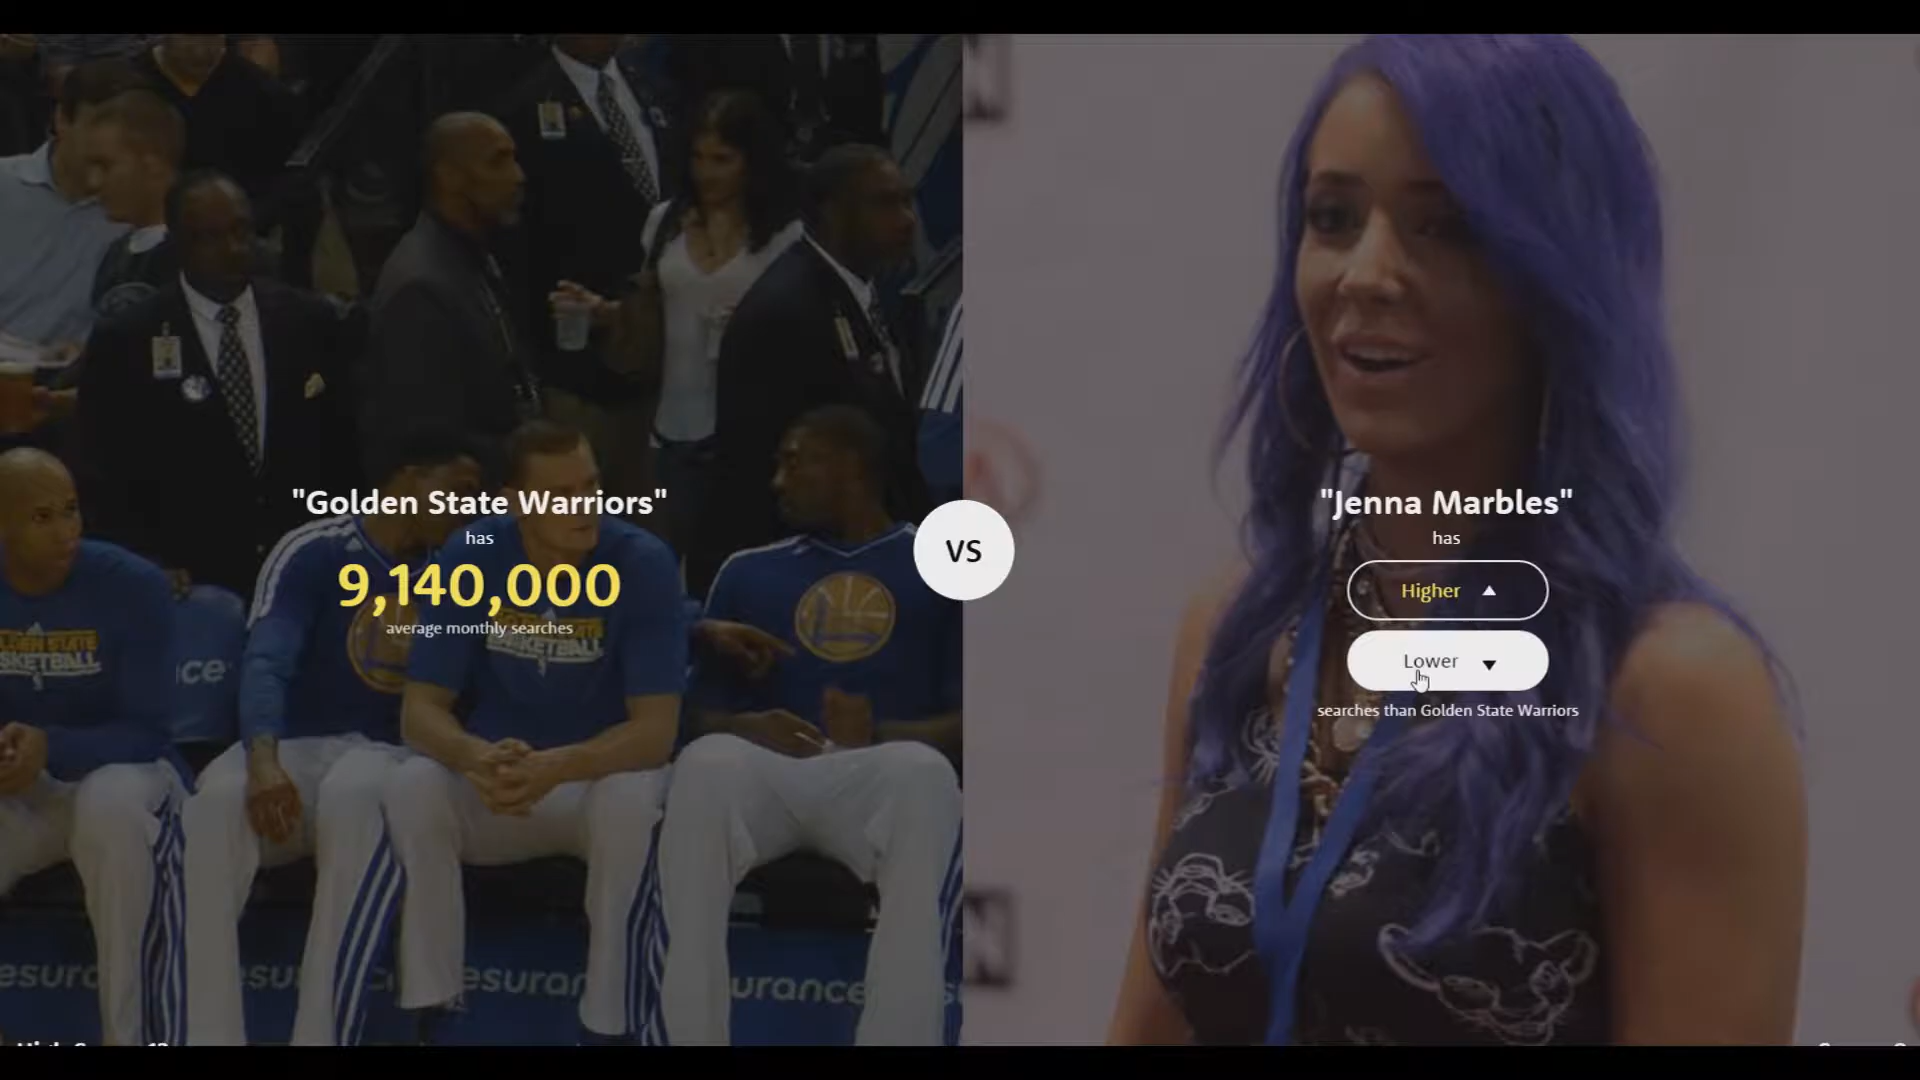 "Golden State Warriors"
has
9,140,000
average monthly searches
VS
"Jenna Marbles"
has
Higher
Lower
searches than Golden State Warriors